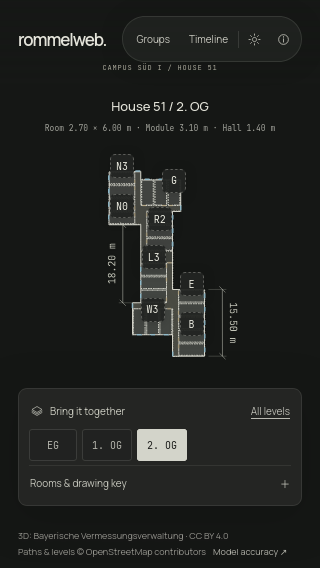 rommelweb.
Groups Timeline
CAMPUS SÜD I / HOUSE 51
House 51 / 2. OG
Room 2.70 × 6.00 m · Module 3.10 m · Hall 1.40 m
N3
G
N0
R2
L3
18.20 m
E
W3
B
15.50 m
Bring it together All levels
EG 1. OG 2. OG
Rooms & drawing key +
3D: Bayerische Vermessungsverwaltung · CC BY 4.0
Paths & levels © OpenStreetMap contributors Model accuracy ↗